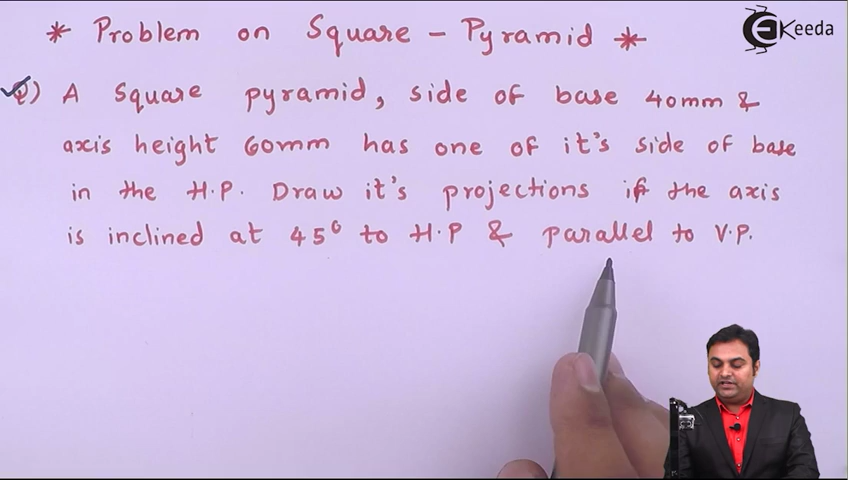 * Problem on Square - Pyramid *
Ekeeda
Q) A square pyramid, side of base 40mm &
axis height 60mm has one of it's side of base
in the H.P. Draw it's projections if the axis
is inclined at 45° to H.P & parallel to V.P.